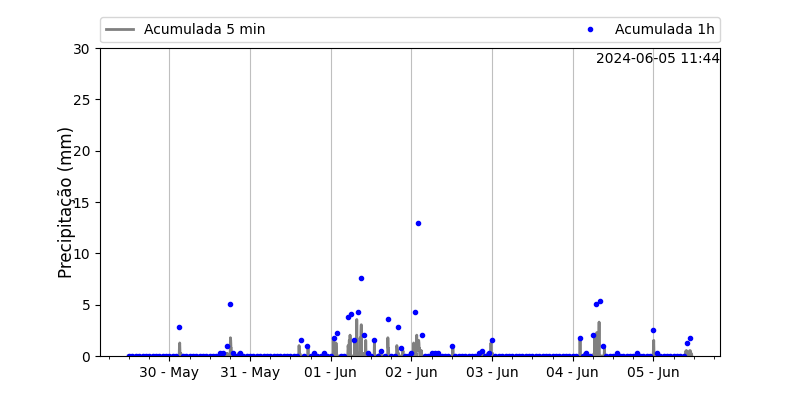 Acumulada 5 min
Acumulada 1h
2024-06-05 11:44
Precipitação (mm)
30
25
20
15
10
5
0
30 - May
31 - May
01 - Jun
02 - Jun
03 - Jun
04 - Jun
05 - Jun